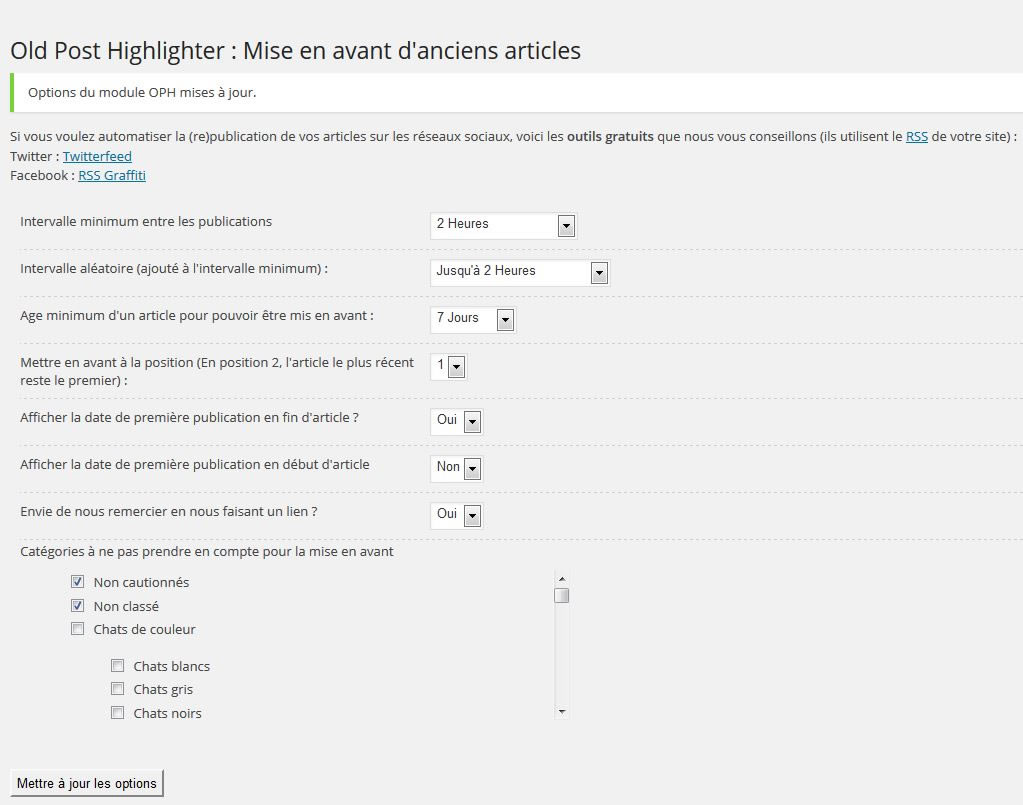 Old Post Highlighter : Mise en avant d'anciens articles
Options du module OPH mises à jour.
Si vous voulez automatiser la (re)publication de vos articles sur les réseaux sociaux, voici les outils gratuits que nous vous conseillons (ils utilisent le RSS de votre site) :
Twitter : Twitterfeed
Facebook : RSS Graffiti
Intervalle minimum entre les publications 2 Heures
Intervalle aléatoire (ajouté à l'intervalle minimum) : Jusqu'à 2 Heures
Age minimum d'un article pour pouvoir être mis en avant : 7 Jours
Mettre en avant à la position (En position 2, l'article le plus récent 1
reste le premier) :
Afficher la date de première publication en fin d'article ? Oui
Afficher la date de première publication en début d'article Non
Envie de nous remercier en nous faisant un lien ? Oui
Catégories à ne pas prendre en compte pour la mise en avant
Non cautionnés
Non classé
Chats de couleur
Chats blancs
Chats gris
Chats noirs
Mettre à jour les options